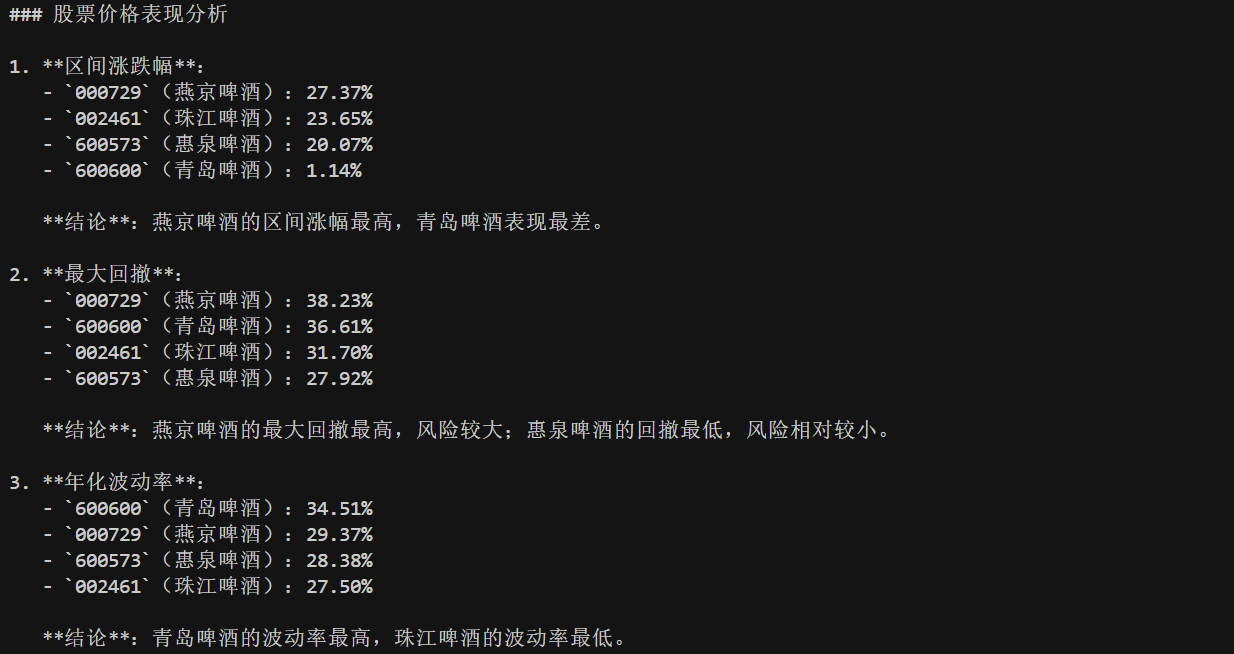 ### 股票价格表现分析
1. **区间涨跌幅**：
- `000729`（燕京啤酒）：27.37%
- `002461`（珠江啤酒）：23.65%
- `600573`（惠泉啤酒）：20.07%
- `600600`（青岛啤酒）：1.14%
**结论**：燕京啤酒的区间涨幅最高，青岛啤酒表现最差。
2. **最大回撤**：
- `000729`（燕京啤酒）：38.23%
- `600600`（青岛啤酒）：36.61%
- `002461`（珠江啤酒）：31.70%
- `600573`（惠泉啤酒）：27.92%
**结论**：燕京啤酒的最大回撤最高，风险较大；惠泉啤酒的回撤最低，风险相对较小。
3. **年化波动率**：
- `600600`（青岛啤酒）：34.51%
- `000729`（燕京啤酒）：29.37%
- `600573`（惠泉啤酒）：28.38%
- `002461`（珠江啤酒）：27.50%
**结论**：青岛啤酒的波动率最高，珠江啤酒的波动率最低。